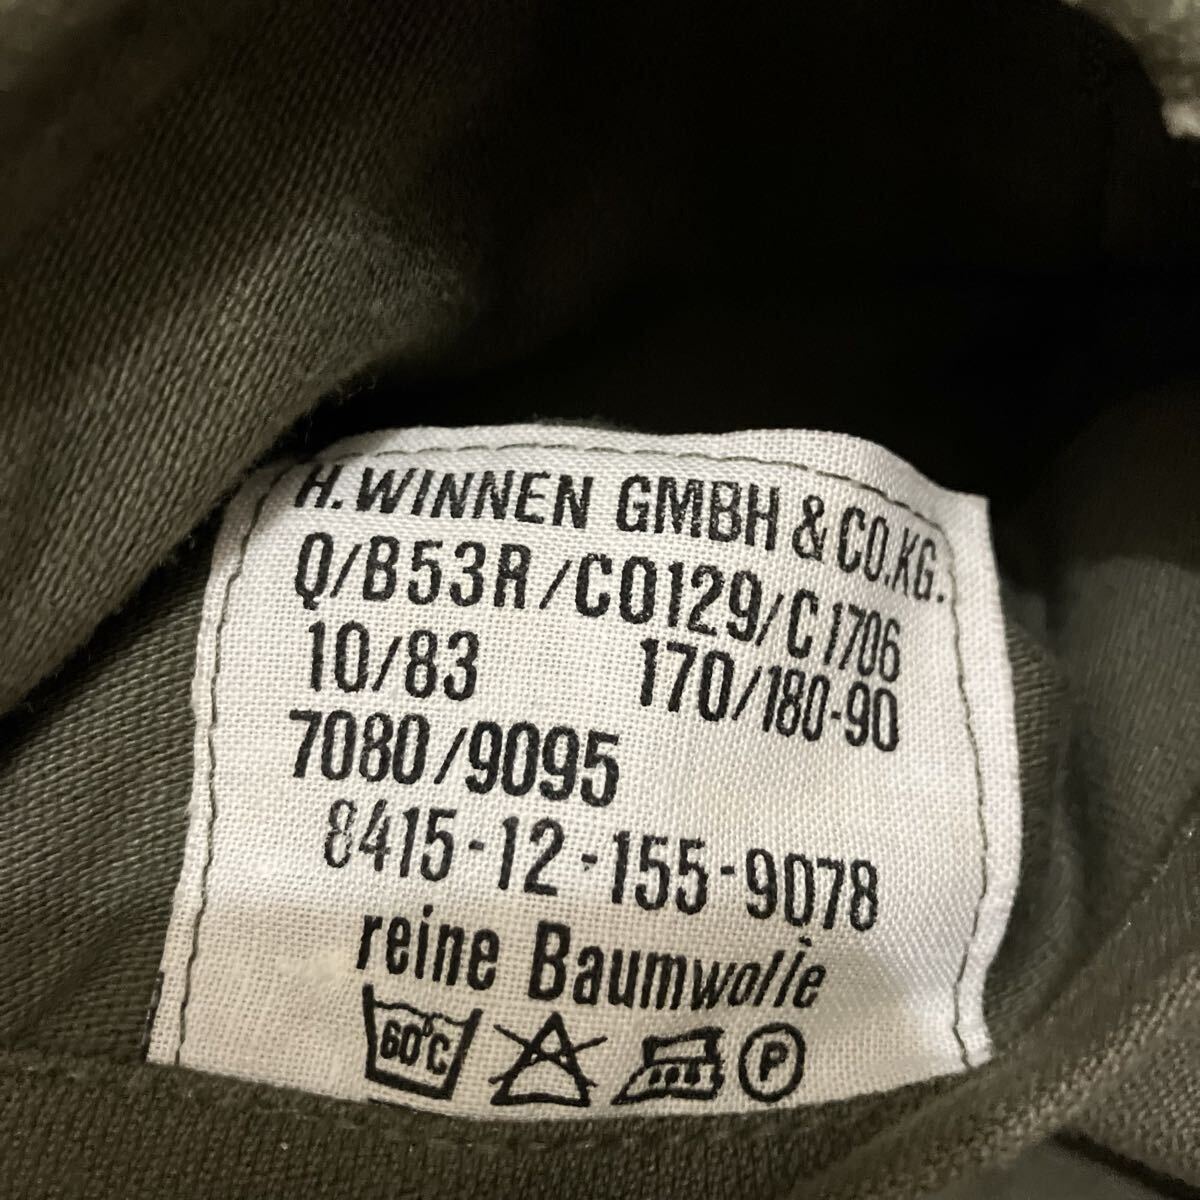 H. WINNEN GMBH & CO. KG.
Q/B53R/C0129/C1706
10/83 170/180-90
7080/9095
8415-12-155-9078
reine Baumwolle
60°C P